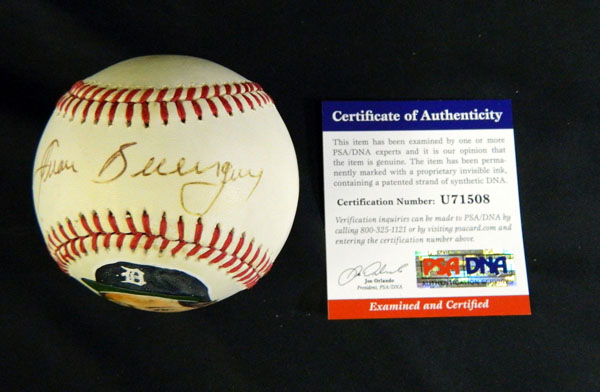 Juan Berenguer
D
Certificate of Authenticity
This item has been examined by one or more
PSA/DNA experts and it is our opinion that
the item is genuine. The item has been perma-
nently marked with a proprietary invisible ink,
containing a patented strand of synthetic DNA.
Certification Number: U71508
Verification inquiries can be made to PSA/DNA by
calling 800-325-1121 or by visiting psacard.com and
entering the certification number above.
Joe Orlando
President, PSA/DNA
PSA DNA
Examined and Certified